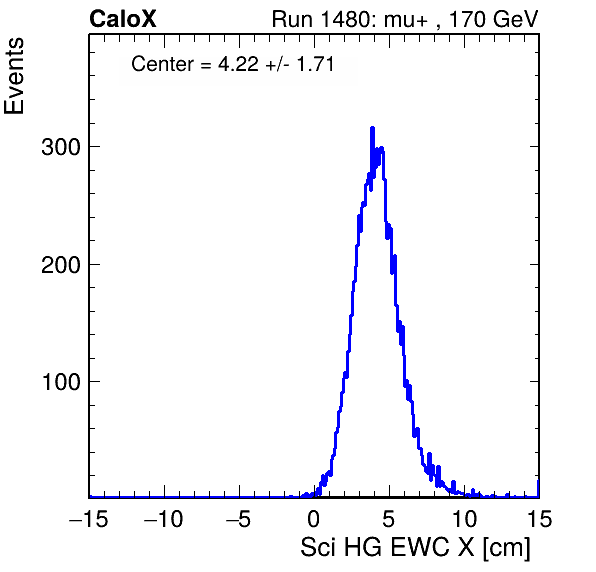 CaloX
Run 1480: mu+ , 170 GeV
Events
Center = 4.22 +/- 1.71
300
200
100
−15 −10 −5 0 5 10 15
Sci HG EWC X [cm]